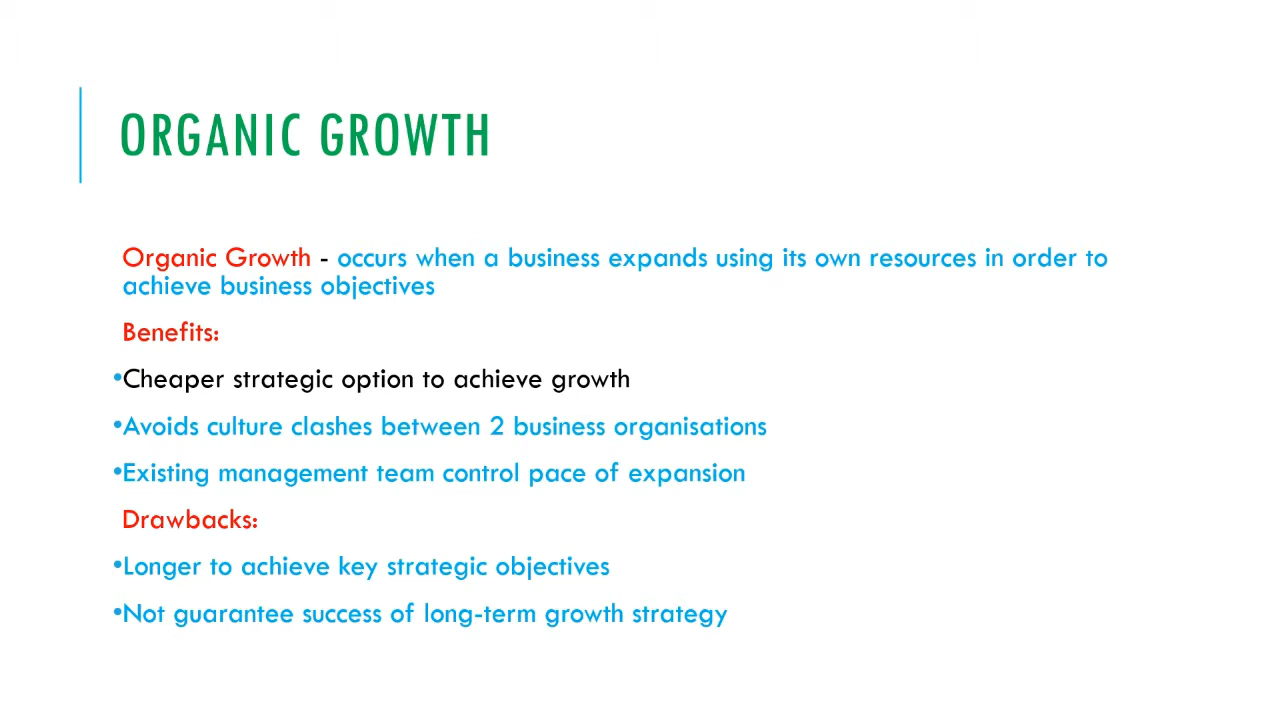 ORGANIC GROWTH
Organic Growth - occurs when a business expands using its own resources in order to
achieve business objectives
Benefits:
•Cheaper strategic option to achieve growth
•Avoids culture clashes between 2 business organisations
•Existing management team control pace of expansion
Drawbacks:
•Longer to achieve key strategic objectives
•Not guarantee success of long-term growth strategy